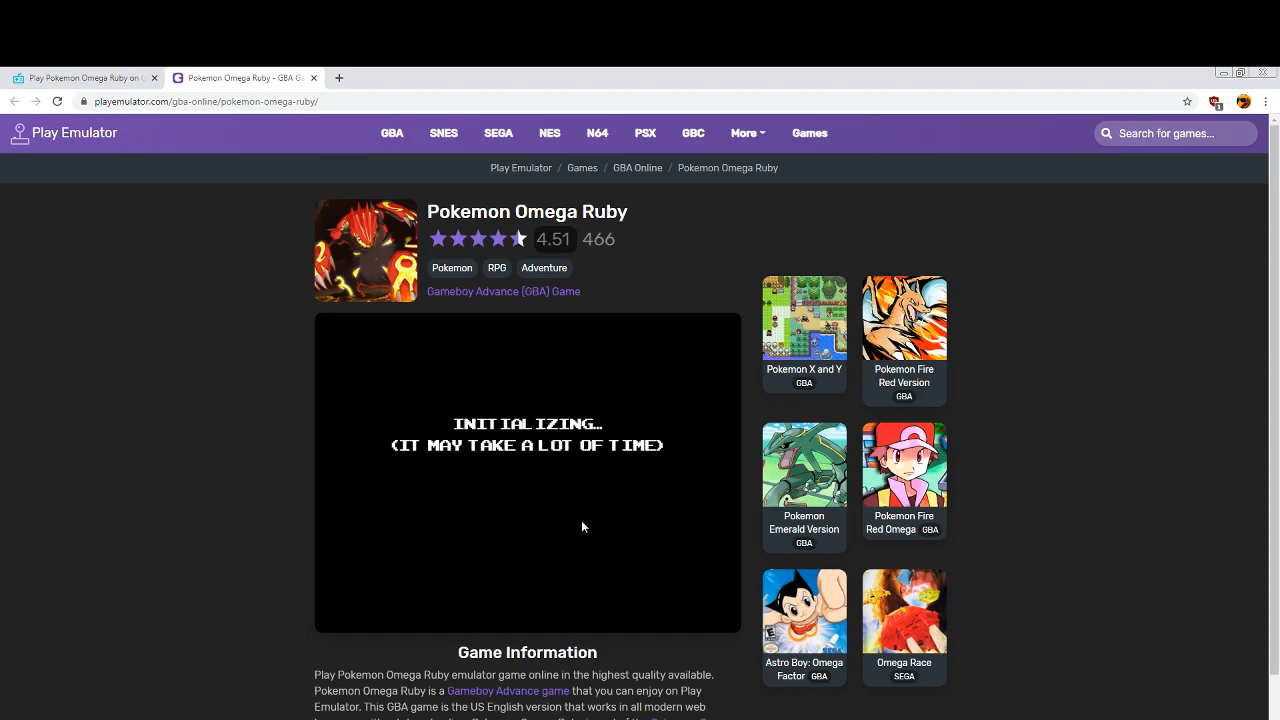 Play Pokemon Omega Ruby on
Pokemon Omega Ruby - GBA Ga
playemulator.com/gba-online/pokemon-omega-ruby/
Play Emulator
GBA SNES SEGA NES N64 PSX GBC More Games
Search for games...
Play Emulator / Games / GBA Online / Pokemon Omega Ruby
Pokemon Omega Ruby
4.51 466
Pokemon RPG Adventure
Gameboy Advance (GBA) Game
INITIALIZING...
(IT MAY TAKE A LOT OF TIME)
Pokemon X and Y
GBA
Pokemon Fire
Red Version
GBA
Pokemon
Emerald Version
GBA
Pokemon Fire
Red Omega GBA
Astro Boy: Omega
Factor GBA
Omega Race
SEGA
Game Information
Play Pokemon Omega Ruby emulator game online in the highest quality available.
Pokemon Omega Ruby is a Gameboy Advance game that you can enjoy on Play
Emulator. This GBA game is the US English version that works in all modern web